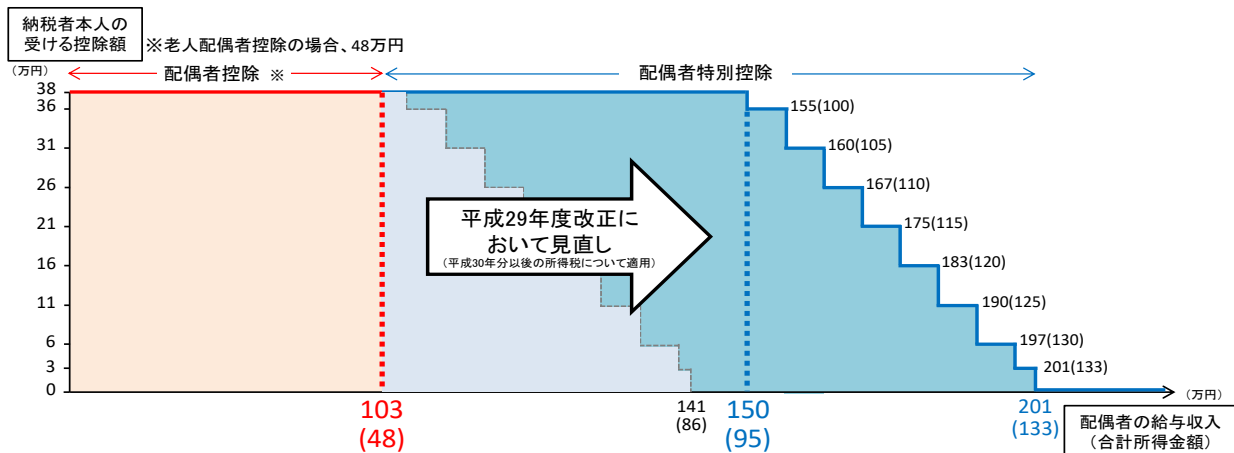 納税者本人の
受ける控除額
※老人配偶者控除の場合、48万円
(万円)
配偶者控除 ※
配偶者特別控除
38
36
31
26
21
16
11
6
3
0
155(100)
160(105)
167(110)
175(115)
183(120)
190(125)
197(130)
201(133)
平成29年度改正に
おいて見直し
(平成30年分以後の所得税について適用)
103
(48)
141
(86)
150
(95)
201
(133)
(万円)
配偶者の給与収入
(合計所得金額)